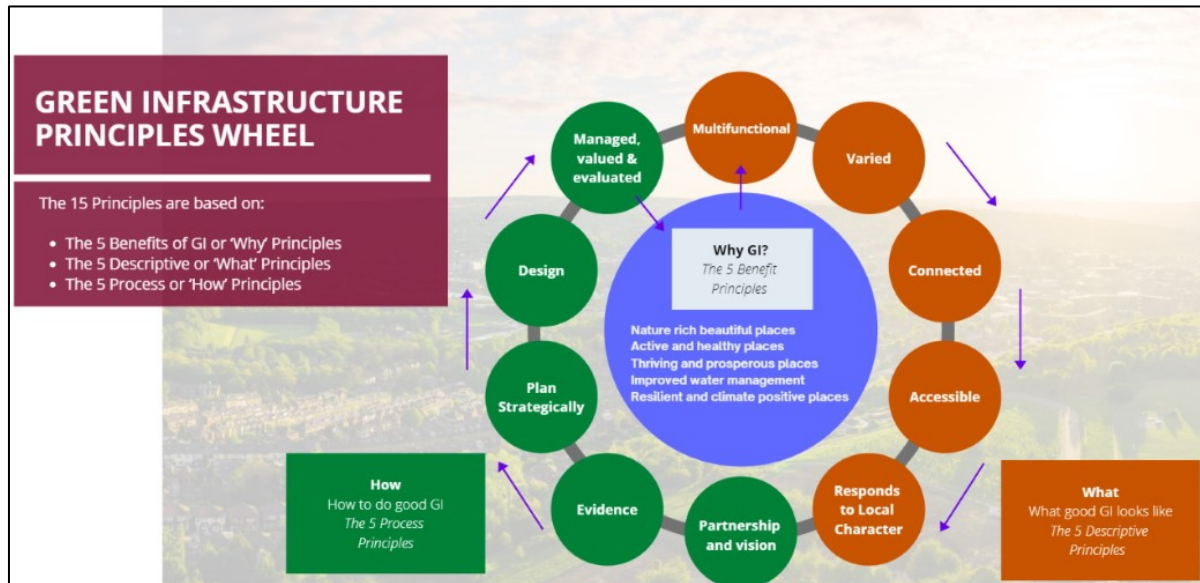 GREEN INFRASTRUCTURE
PRINCIPLES WHEEL
The 15 Principles are based on:
• The 5 Benefits of GI or 'Why' Principles
• The 5 Descriptive or 'What' Principles
• The 5 Process or 'How' Principles
Multifunctional
Varied
Connected
Accessible
Responds
to Local
Character
Partnership
and vision
Evidence
Plan
Strategically
Design
Managed,
valued &
evaluated
Why GI?
The 5 Benefit
Principles
Nature rich beautiful places
Active and healthy places
Thriving and prosperous places
Improved water management
Resilient and climate positive places
How
How to do good GI
The 5 Process
Principles
What
What good GI looks like
The 5 Descriptive
Principles